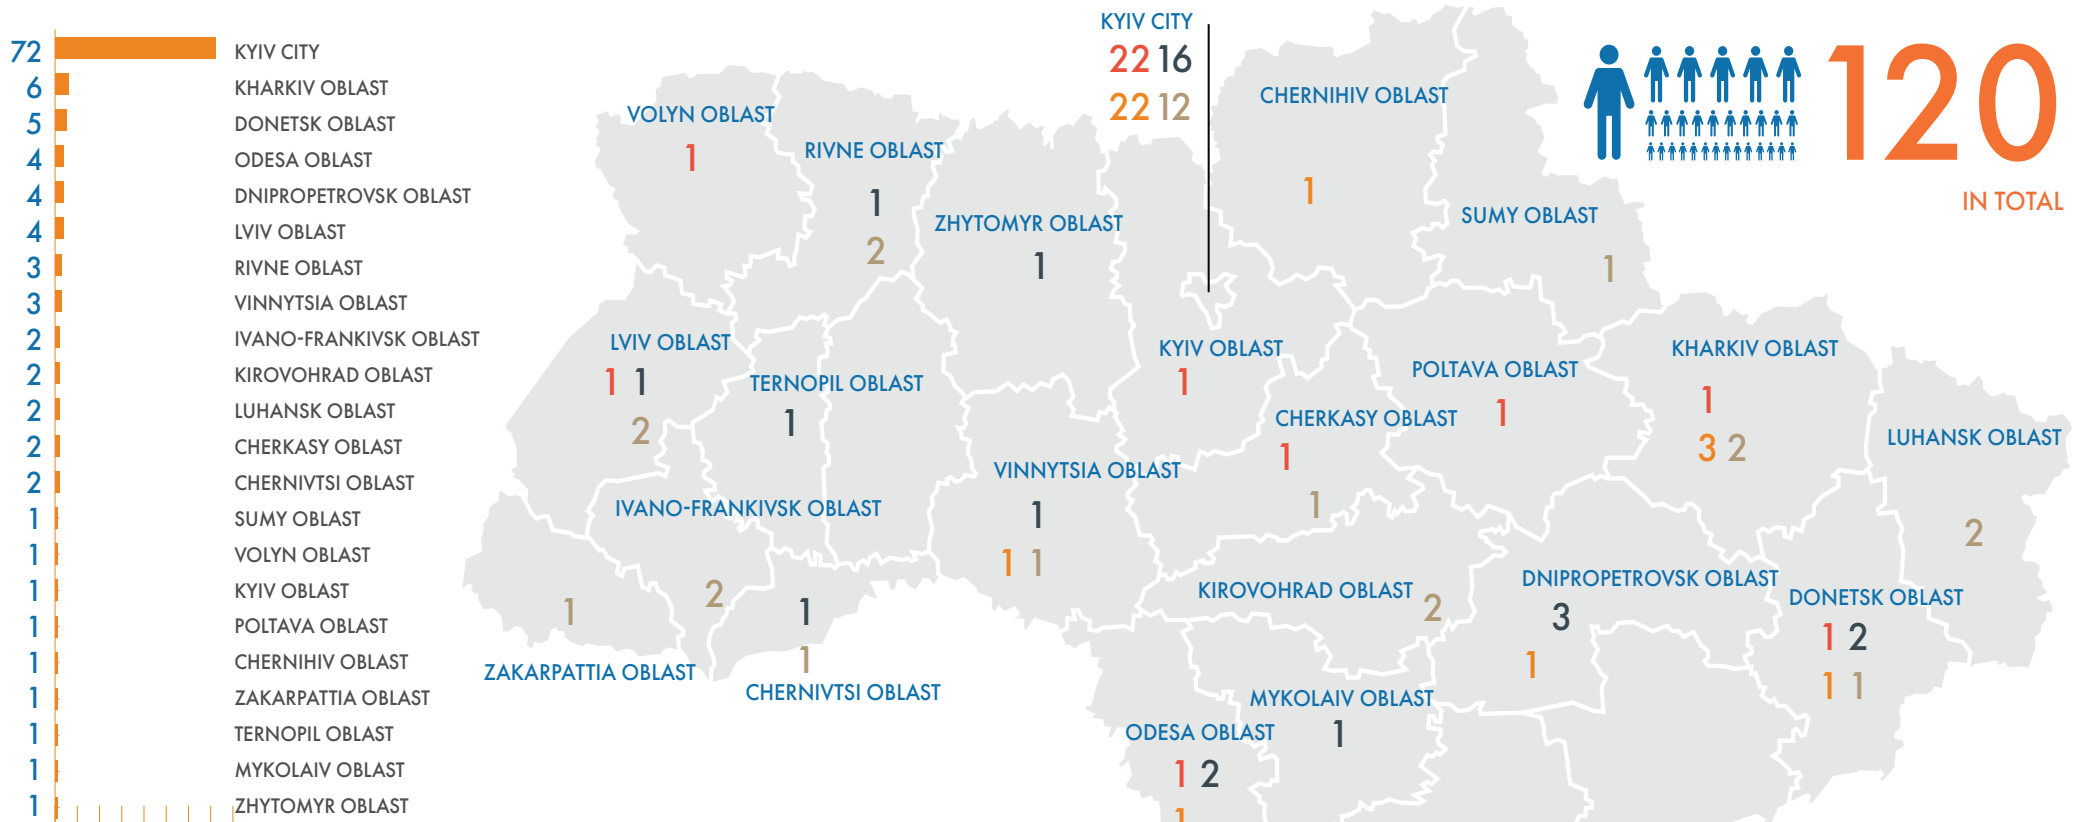 72 KYIV CITY
6 KHARKIV OBLAST
5 DONETSK OBLAST
4 ODESA OBLAST
4 DNIPROPETROVSK OBLAST
4 LVIV OBLAST
3 RIVNE OBLAST
3 VINNYTSIA OBLAST
2 IVANO-FRANKIVSK OBLAST
2 KIROVOHRAD OBLAST
2 LUHANSK OBLAST
2 CHERKASY OBLAST
2 CHERNIVTSI OBLAST
1 SUMY OBLAST
1 VOLYN OBLAST
1 KYIV OBLAST
1 POLTAVA OBLAST
1 CHERNIHIV OBLAST
1 ZAKARPATTIA OBLAST
1 TERNOPIL OBLAST
1 MYKOLAIV OBLAST
1 ZHYTOMYR OBLAST
KYIV CITY
22 16
22 12
120
IN TOTAL
VOLYN OBLAST
1
RIVNE OBLAST
1
2
ZHYTOMYR OBLAST
1
CHERNIHIV OBLAST
1
SUMY OBLAST
1
LVIV OBLAST
1 1
2
TERNOPIL OBLAST
1
KYIV OBLAST
1
CHERKASY OBLAST
1
1
POLTAVA OBLAST
1
KHARKIV OBLAST
1
3 2
LUHANSK OBLAST
2
VINNYTSIA OBLAST
1
1 1
IVANO-FRANKIVSK OBLAST
2
ZAKARPATTIA OBLAST
1
1
1
CHERNIVTSI OBLAST
KIROVOHRAD OBLAST 2
DNIPROPETROVSK OBLAST
3
1
DONETSK OBLAST
1 2
1 1
MYKOLAIV OBLAST
1
ODESA OBLAST
1 2
1